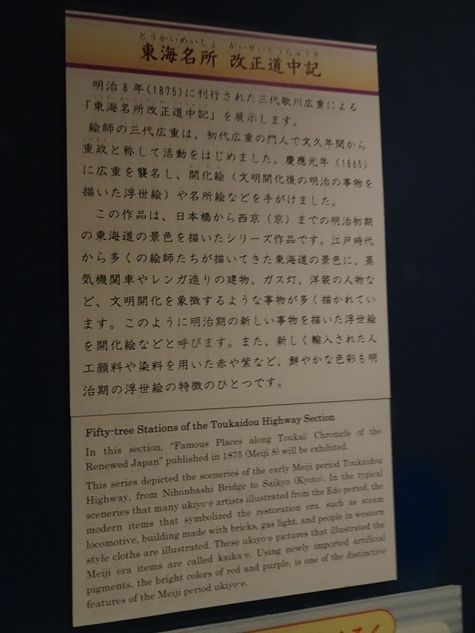 とうかいめいしょ かいせいどうちゅうき
東海名所 改正道中記
明治8年(1875)に刊行された三代歌川広重による
「東海名所改正道中記」を展示します。
絵師の三代広重は、初代広重の門人で文久年間から
重政と称して活動をはじめました。慶應元年(1865)
に広重を襲名し、開化絵(文明開化後の明治の事物を
描いた浮世絵)や名所絵などを手がけました。
この作品は、日本橋から西京(京)までの明治初期
の東海道の景色を描いたシリーズ作品です。江戸時代
から多くの絵師たちが描いてきた東海道の景色に、蒸
気機関車やレンガ造りの建物、ガス灯、洋装の人物な
ど、文明開化を象徴するような事物が多く描かれてい
ます。このように明治期の新しい事物を描いた浮世絵
を開化絵などと呼びます。また、新しく輸入された人
工顔料や染料を用いた赤や紫など、鮮やかな色彩も明
治期の浮世絵の特徴のひとつです。
Fifty-tree Stations of the Toukaidou Highway Section
In this section, "Famous Places along Toukai: Chronicle of the
Renewed Japan" published in 1875 (Meiji 8) will be exhibited.
This series depicted the sceneries of the early Meiji period Toukaidou
Highway, from Nihonbashi Bridge to Saikyo (Kyoto). In the typical
sceneries that many ukiyo-e artists illustrated from the Edo period, the
modern items that symbolized the restoration era, such as steam
locomotive, building made with bricks, gas light, and people in western
style cloths are illustrated. These ukiyo-e pictures that illustrated the
Meiji era items are called kaika-e. Using newly imported artificial
pigments, the bright colors of red and purple, is one of the distinctive
features of the Meiji period ukiyo-e.